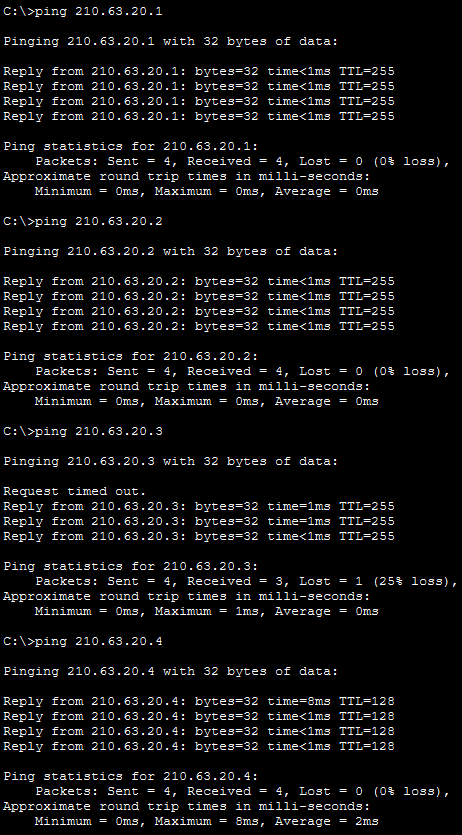 C:\>ping 210.63.20.1
Pinging 210.63.20.1 with 32 bytes of data:
Reply from 210.63.20.1: bytes=32 time<1ms TTL=255
Reply from 210.63.20.1: bytes=32 time<1ms TTL=255
Reply from 210.63.20.1: bytes=32 time<1ms TTL=255
Reply from 210.63.20.1: bytes=32 time<1ms TTL=255
Ping statistics for 210.63.20.1:
    Packets: Sent = 4, Received = 4, Lost = 0 (0% loss),
Approximate round trip times in milli-seconds:
    Minimum = 0ms, Maximum = 0ms, Average = 0ms
C:\>ping 210.63.20.2
Pinging 210.63.20.2 with 32 bytes of data:
Reply from 210.63.20.2: bytes=32 time<1ms TTL=255
Reply from 210.63.20.2: bytes=32 time<1ms TTL=255
Reply from 210.63.20.2: bytes=32 time<1ms TTL=255
Reply from 210.63.20.2: bytes=32 time<1ms TTL=255
Ping statistics for 210.63.20.2:
    Packets: Sent = 4, Received = 4, Lost = 0 (0% loss),
Approximate round trip times in milli-seconds:
    Minimum = 0ms, Maximum = 0ms, Average = 0ms
C:\>ping 210.63.20.3
Pinging 210.63.20.3 with 32 bytes of data:
Request timed out.
Reply from 210.63.20.3: bytes=32 time=1ms TTL=255
Reply from 210.63.20.3: bytes=32 time=1ms TTL=255
Reply from 210.63.20.3: bytes=32 time<1ms TTL=255
Ping statistics for 210.63.20.3:
    Packets: Sent = 4, Received = 3, Lost = 1 (25% loss),
Approximate round trip times in milli-seconds:
    Minimum = 0ms, Maximum = 1ms, Average = 0ms
C:\>ping 210.63.20.4
Pinging 210.63.20.4 with 32 bytes of data:
Reply from 210.63.20.4: bytes=32 time=8ms TTL=128
Reply from 210.63.20.4: bytes=32 time<1ms TTL=128
Reply from 210.63.20.4: bytes=32 time<1ms TTL=128
Reply from 210.63.20.4: bytes=32 time<1ms TTL=128
Ping statistics for 210.63.20.4:
    Packets: Sent = 4, Received = 4, Lost = 0 (0% loss),
Approximate round trip times in milli-seconds:
    Minimum = 0ms, Maximum = 8ms, Average = 2ms